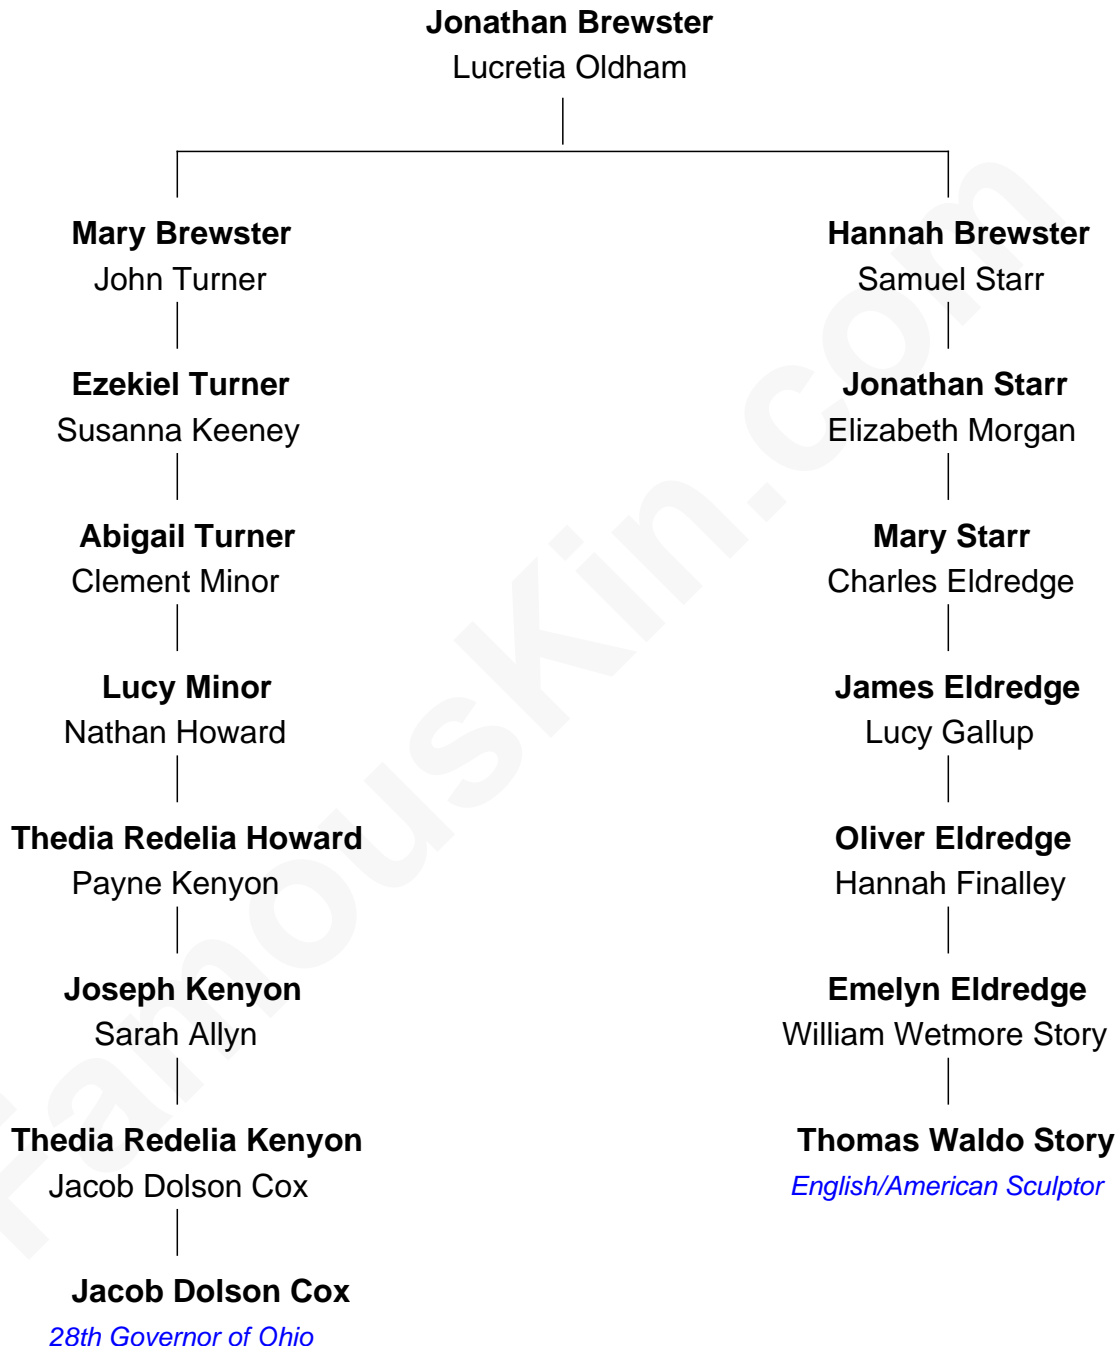 Jonathan Brewster
Lucretia Oldham
Mary Brewster
John Turner
Hannah Brewster
Samuel Starr
Ezekiel Turner
Susanna Keeney
Jonathan Starr
Elizabeth Morgan
Abigail Turner
Clement Minor
Mary Starr
Charles Eldredge
Lucy Minor
Nathan Howard
James Eldredge
Lucy Gallup
Thedia Redelia Howard
Payne Kenyon
Oliver Eldredge
Hannah Finalley
Joseph Kenyon
Sarah Allyn
Emelyn Eldredge
William Wetmore Story
Thedia Redelia Kenyon
Jacob Dolson Cox
Thomas Waldo Story
English/American Sculptor
Jacob Dolson Cox
28th Governor of Ohio
FamousKin.com